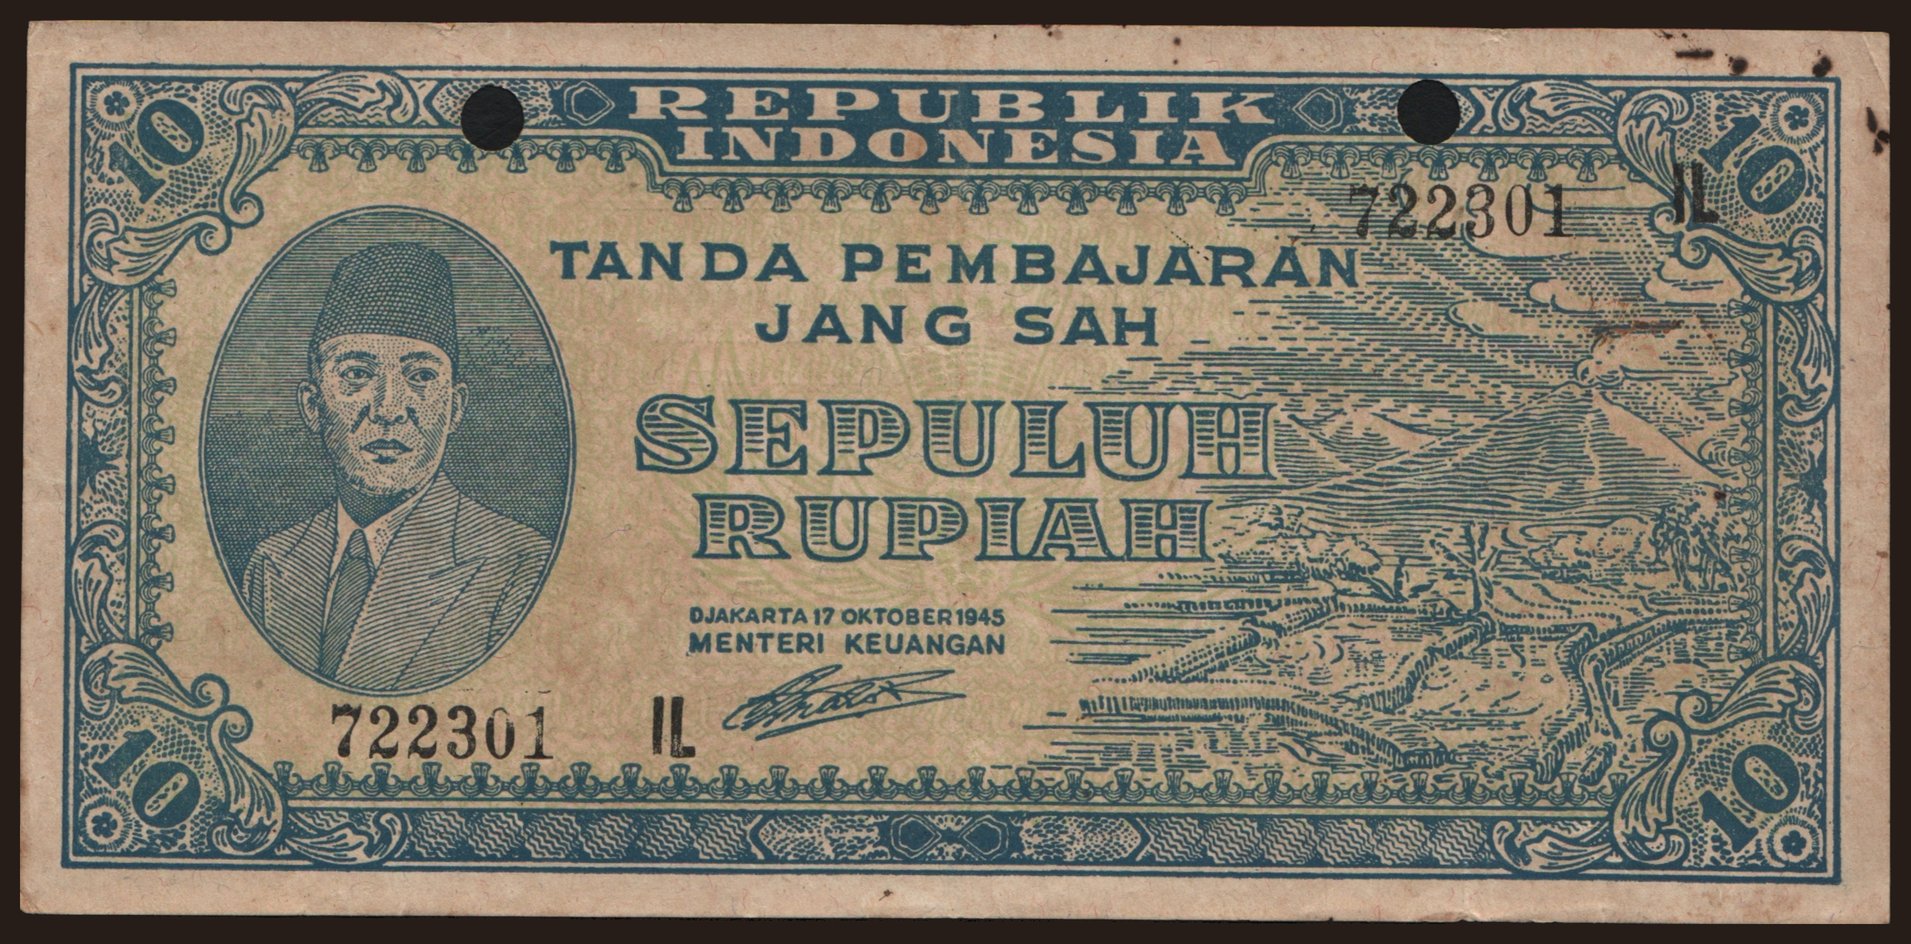 10
REPUBLIK
INDONESIA
10
722301 IL
TANDA PEMBAJARAN
JANG SAH
SEPULUH
RUPIAH
DJAKARTA 17 OKTOBER 1945
MENTERI KEUANGAN
722301 IL
10
10